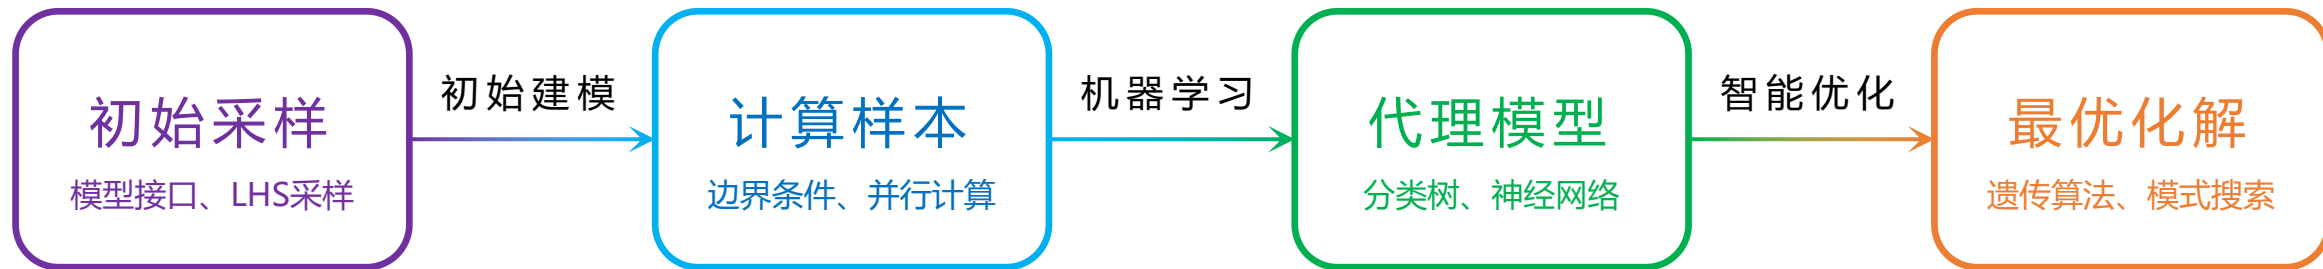 初始采样
模型接口、LHS采样
初始建模
计算样本
边界条件、并行计算
机器学习
代理模型
分类树、神经网络
智能优化
最优化解
遗传算法、模式搜索